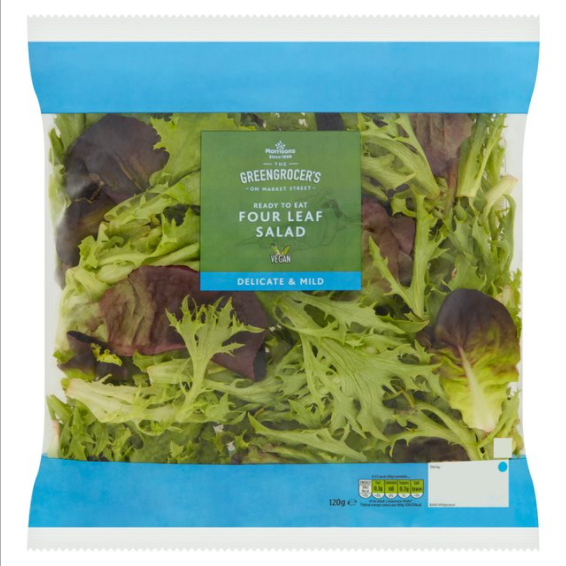 Morrisons
Since 1899
THE
GREENGROCER'S
ON MARKET STREET
READY TO EAT
FOUR LEAF
SALAD
VEGAN
DELICATE & MILD
120g e